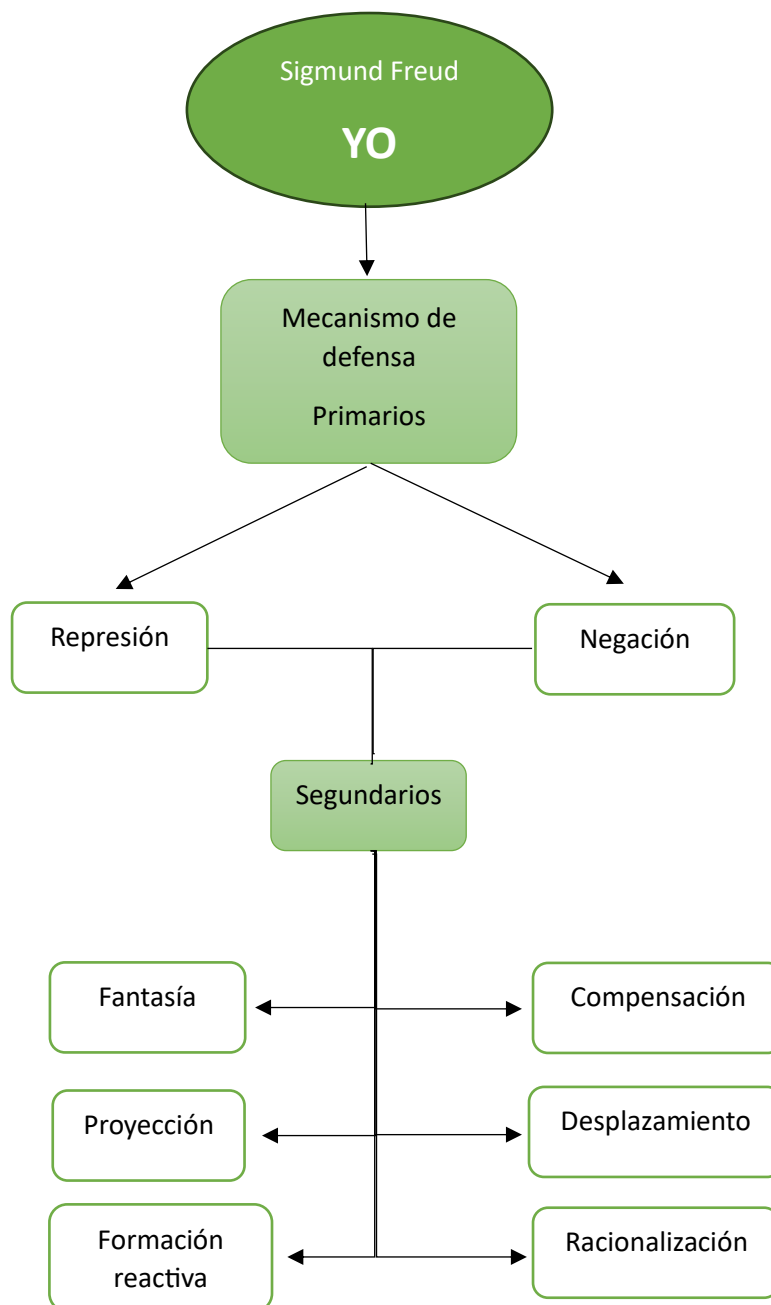 Sigmund Freud
YO
Mecanismo de
defensa
Primarios
Represión
Negación
Segundarios
Fantasía
Compensación
Proyección
Desplazamiento
Formación
reactiva
Racionalización